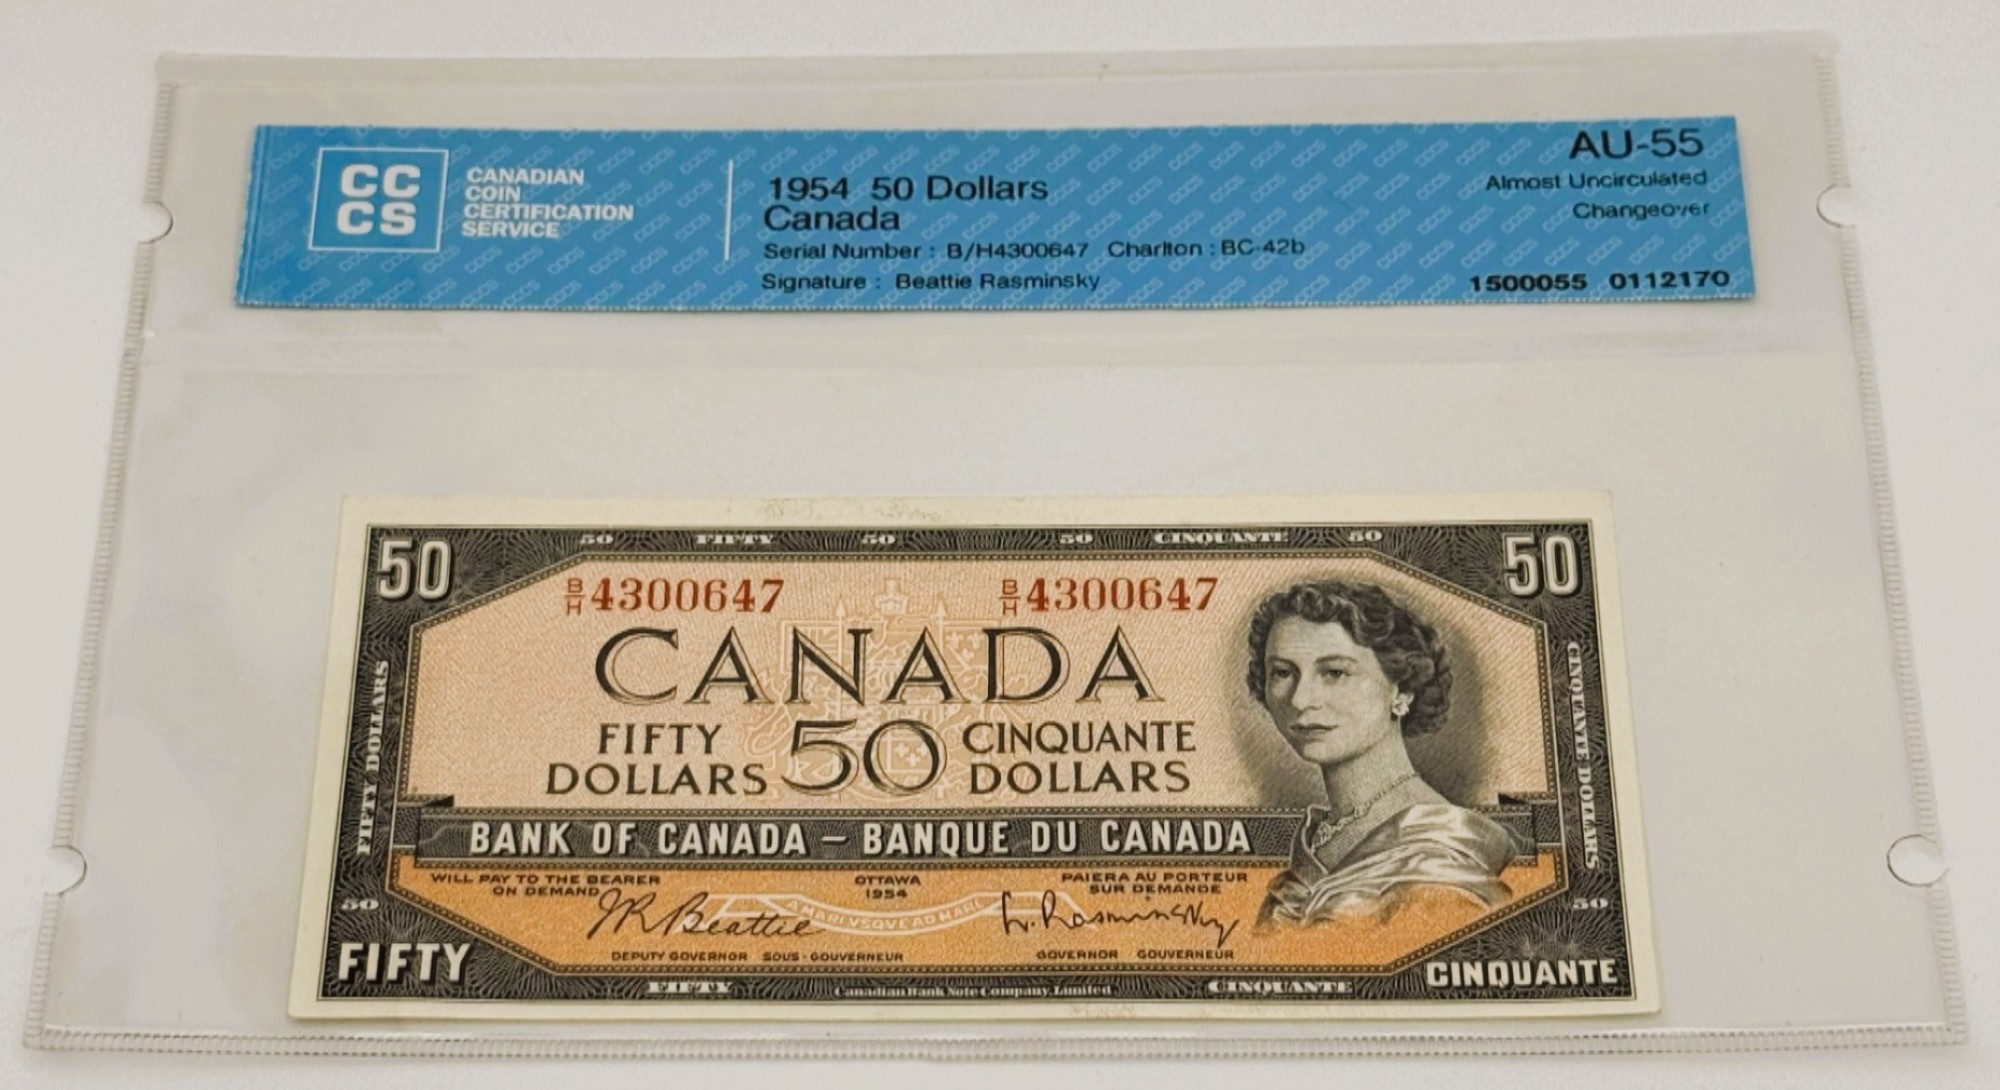 CC
CS
CANADIAN
COIN
CERTIFICATION
SERVICE
1954 50 Dollars
Canada
Serial Number : B/H4300647 Charlton : BC-42b
Signature : Beattie Rasminsky
AU-55
Almost Uncirculated
Changeover
1500055 0112170
50 50 FIFTY 50 50 CINQUANTE 50 50
B/H 4300647 B/H 4300647
CANADA
FIFTY DOLLARS
FIFTY
DOLLARS
50
CINQUANTE
DOLLARS
CINQUANTE DOLLARS
BANK OF CANADA – BANQUE DU CANADA
WILL PAY TO THE BEARER
ON DEMAND
OTTAWA
1954
PAIERA AU PORTEUR
SUR DEMANDE
50 50
JR Beattie
A MARI VSQVE AD MARE
L. Rasminsky
DEPUTY GOVERNOR SOUS-GOUVERNEUR
GOVERNOR GOUVERNEUR
FIFTY CINQUANTE
FIFTY Canadian Bank Note Company, Limited CINQUANTE